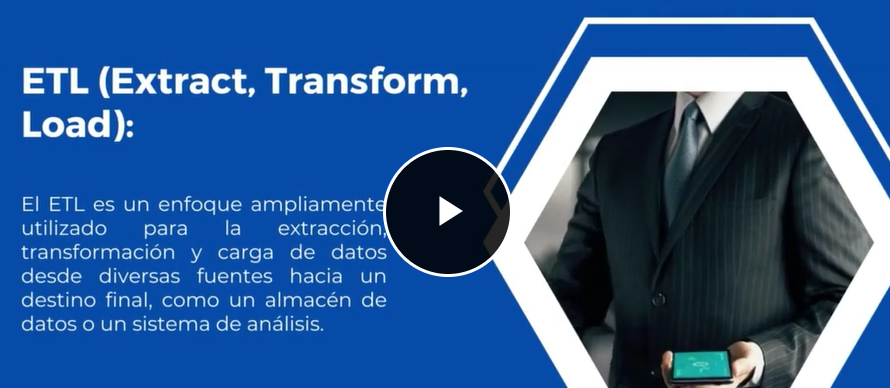 ETL (Extract, Transform,
Load):
El ETL es un enfoque ampliamente
utilizado para la extracción,
transformación y carga de datos
desde diversas fuentes hacia un
destino final, como un almacén de
datos o un sistema de análisis.